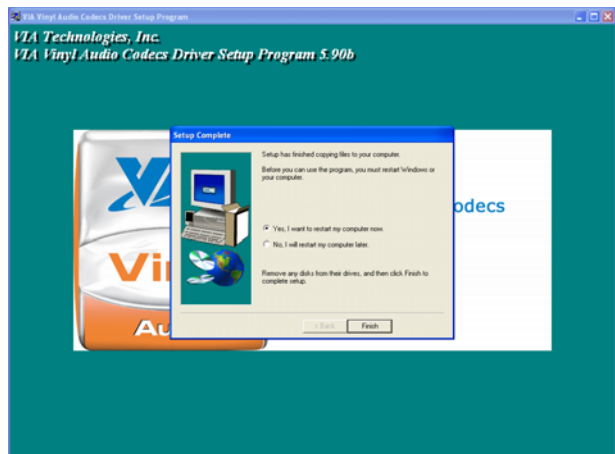 VIA Vinyl Audio Codecs Driver Setup Program
VIA Technologies, Inc.
VIA Vinyl Audio Codecs Driver Setup Program 5.90b
Setup Complete
Setup has finished copying files to your computer.
Before you can use the program, you must restart Windows or
your computer.
Yes, I want to restart my computer now.
No, I will restart my computer later.
Remove any disks from their drives, and then click Finish to
complete setup.
< Back
Finish
VIA
odecs
Vi
Au